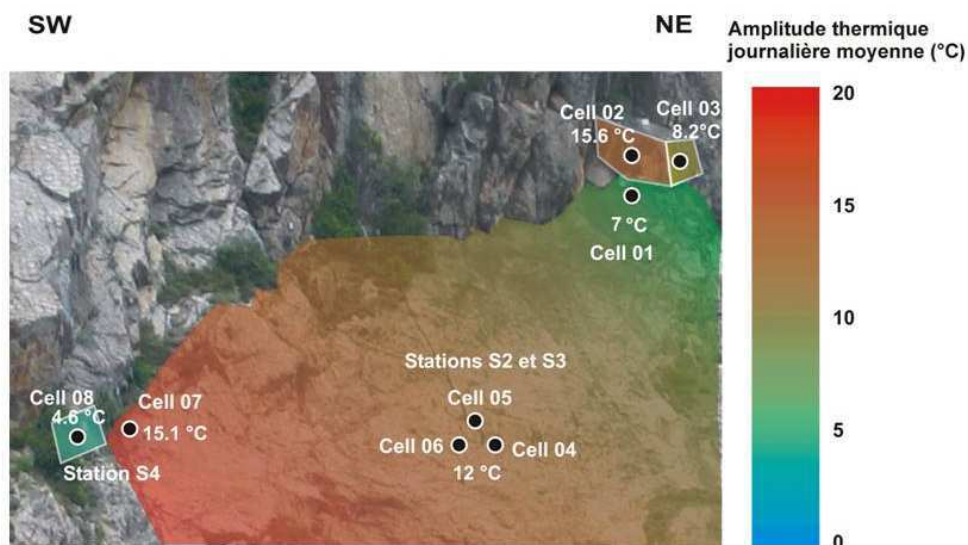 SW
NE
Amplitude thermique
journalière moyenne (°C)
Cell 02
15.6 °C
Cell 03
8.2°C
7 °C
Cell 01
Stations S2 et S3
Cell 05
Cell 06
Cell 04
12 °C
Cell 08
4.6 °C
Cell 07
15.1 °C
Station S4
20
15
10
5
0